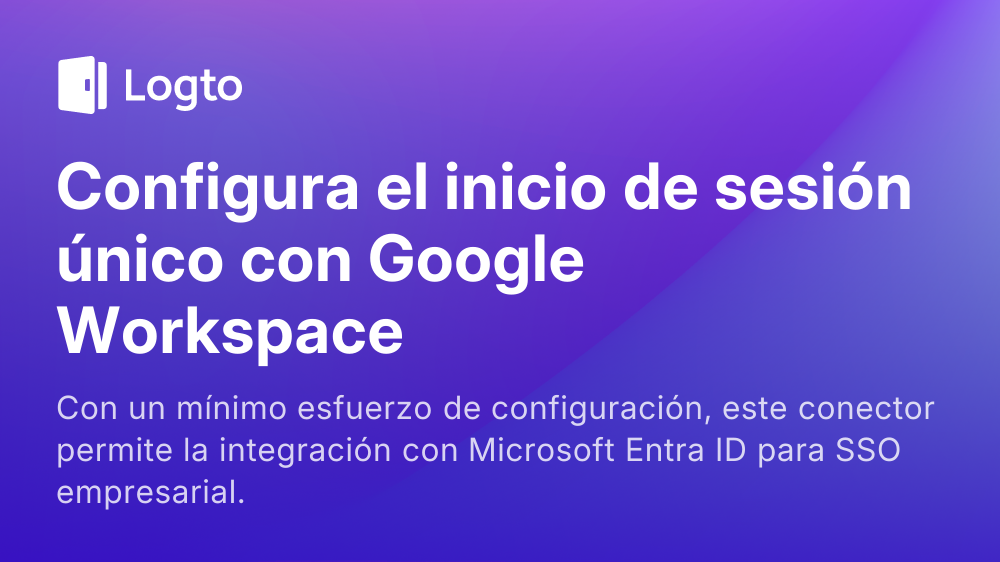 Logto
Configura el inicio de sesión
único con Google
Workspace
Con un mínimo esfuerzo de configuración, este conector
permite la integración con Microsoft Entra ID para SSO
empresarial.